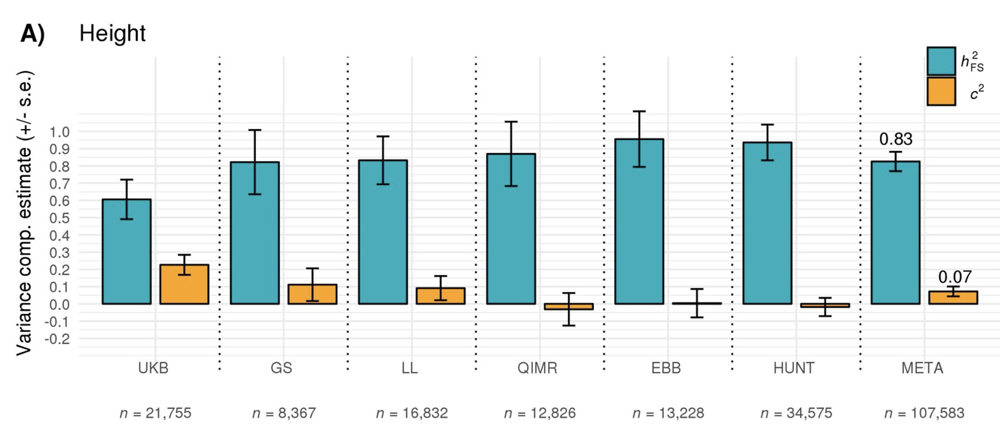 A) Height
h²FS
c²
Variance comp. estimate (+/- s.e.)
1.0
0.9
0.8
0.7
0.6
0.5
0.4
0.3
0.2
0.1
0.0
-0.1
-0.2
0.83
0.07
UKB GS LL QIMR EBB HUNT META
n = 21,755 n = 8,367 n = 16,832 n = 12,826 n = 13,228 n = 34,575 n = 107,583